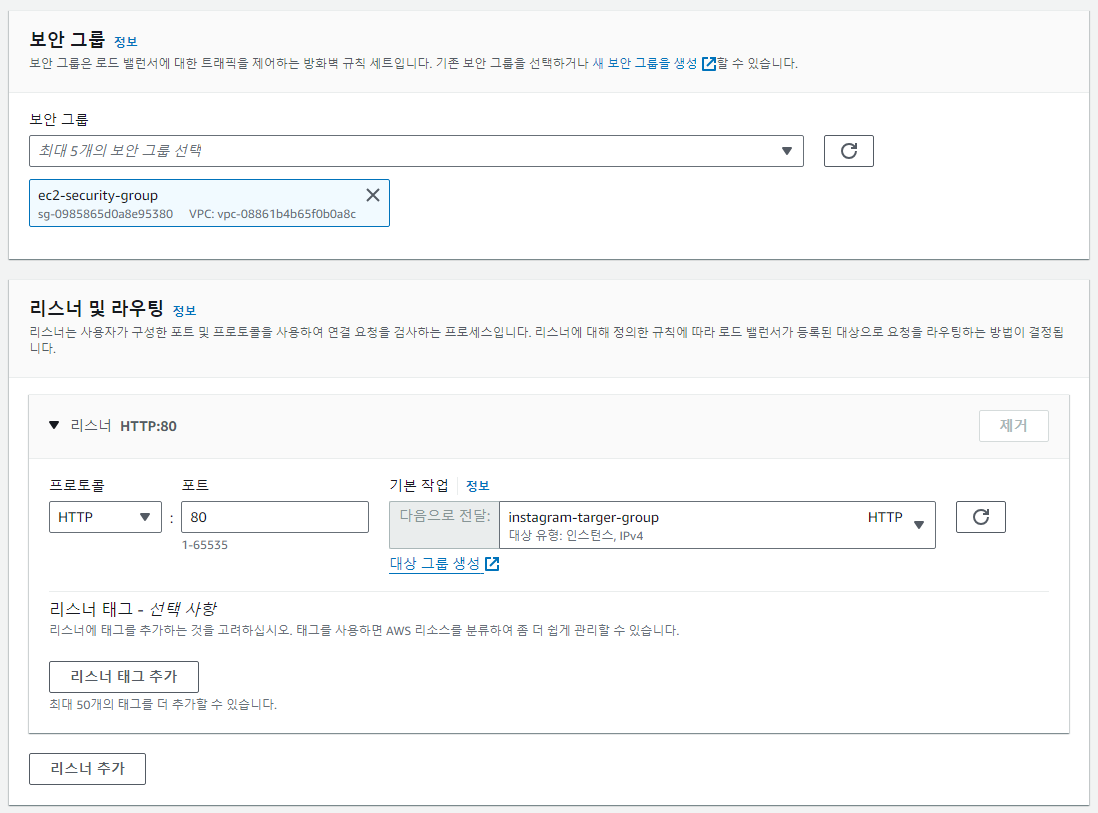 보안 그룹 정보
보안 그룹은 로드 밸런서에 대한 트래픽을 제어하는 방화벽 규칙 세트입니다. 기존 보안 그룹을 선택하거나 새 보안 그룹을 생성 할 수 있습니다.
보안 그룹
최대 5개의 보안 그룹 선택
ec2-security-group
sg-0985865d0a8e95380 VPC: vpc-08861b4b65f0b0a8c
리스너 및 라우팅 정보
리스너는 사용자가 구성한 포트 및 프로토콜을 사용하여 연결 요청을 검사하는 프로세스입니다. 리스너에 대해 정의한 규칙에 따라 로드 밸런서가 등록된 대상으로 요청을 라우팅하는 방법이 결정됩
니다.
리스너 HTTP:80
제거
프로토콜 포트 기본 작업 정보
HTTP : 80 다음으로 전달: instagram-targer-group HTTP
대상 유형: 인스턴스, IPv4
1-65535
대상 그룹 생성
리스너 태그 - 선택 사항
리스너에 태그를 추가하는 것을 고려하십시오. 태그를 사용하면 AWS 리소스를 분류하여 좀 더 쉽게 관리할 수 있습니다.
리스너 태그 추가
최대 50개의 태그를 더 추가할 수 있습니다.
리스너 추가